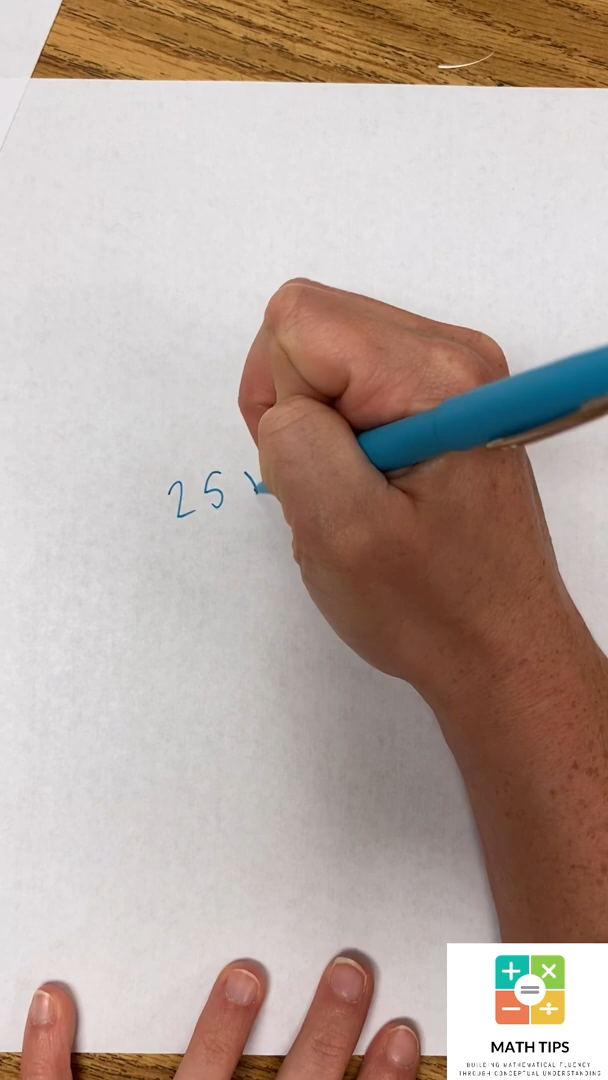 25 x
MATH TIPS
BUILDING MATHEMATICAL FLUENCY
THROUGH CONCEPTUAL UNDERSTANDING